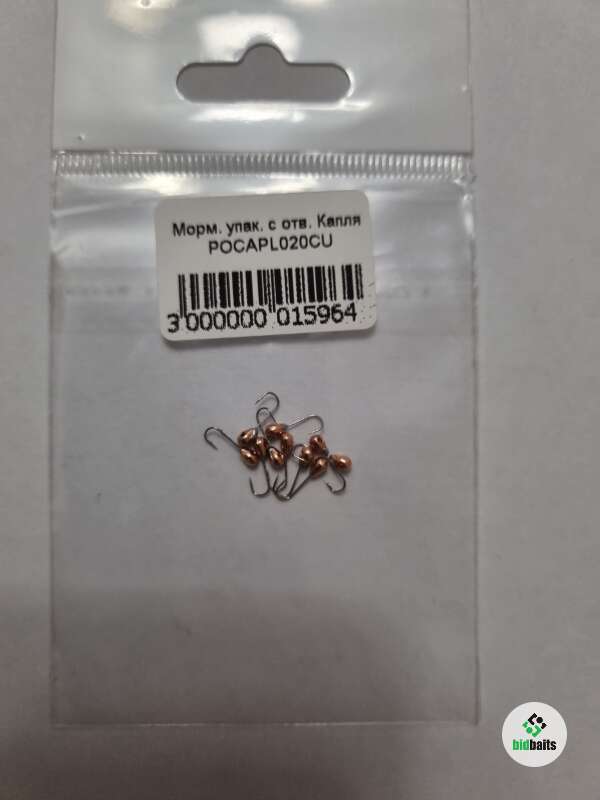 Морм. упак. с отв. Капля
POCAPL020CU
3 000000 015964
bidbaits